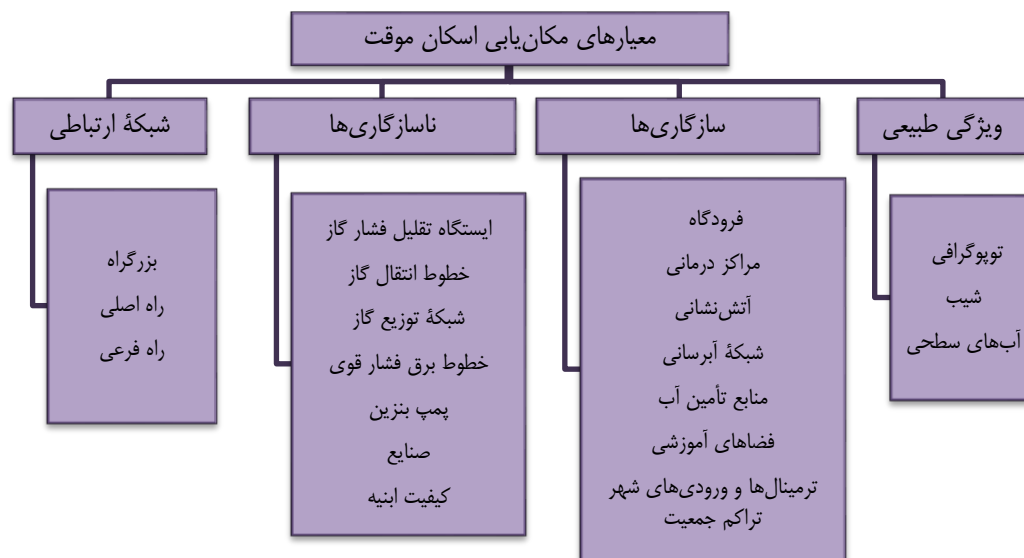 معیارهای مکان‌یابی اسکان موقت
ویژگی طبیعی
توپوگرافی
شیب
آب‌های سطحی
سازگاری‌ها
فرودگاه
مراکز درمانی
آتش‌نشانی
شبکۀ آبرسانی
منابع تأمین آب
فضاهای آموزشی
ترمینال‌ها و ورودی‌های شهر
تراکم جمعیت
ناسازگاری‌ها
ایستگاه تقلیل فشار گاز
خطوط انتقال گاز
شبکۀ توزیع گاز
خطوط برق فشار قوی
پمپ بنزین
صنایع
کیفیت ابنیه
شبکۀ ارتباطی
بزرگراه
راه اصلی
راه فرعی